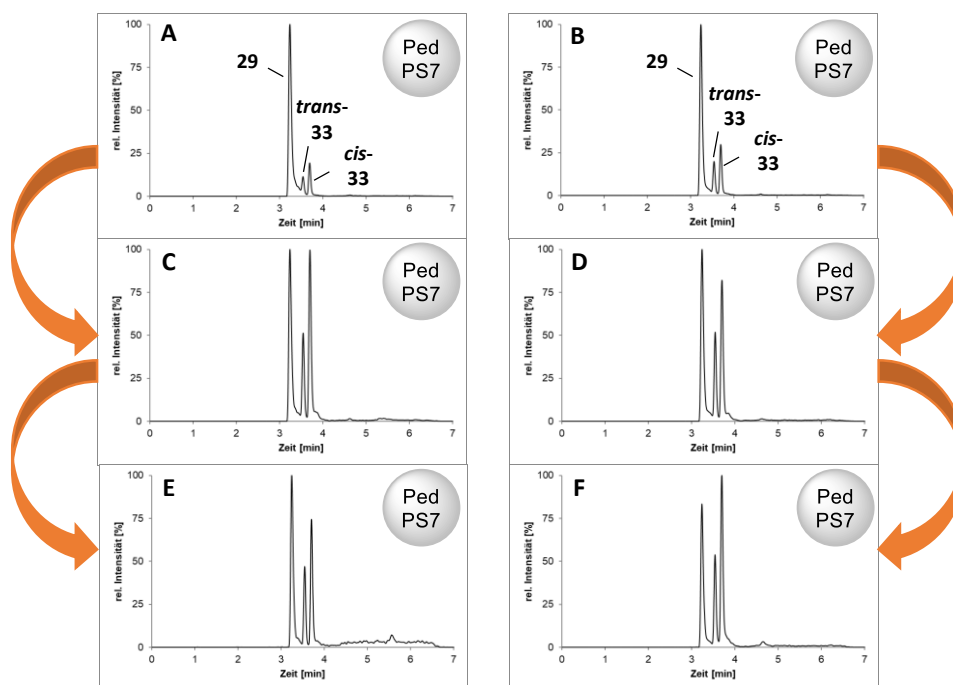 A
Ped
PS7
29
trans-
33
cis-
33
rel. Intensität [%]
100
75
50
25
0
0 1 2 3 4 5 6 7
Zeit [min]
B
Ped
PS7
29
trans-
33
cis-
33
rel. Intensität [%]
100
75
50
25
0
0 1 2 3 4 5 6 7
Zeit [min]
C
Ped
PS7
rel. Intensität [%]
100
75
50
25
0
0 1 2 3 4 5 6 7
Zeit [min]
D
Ped
PS7
rel. Intensität [%]
100
75
50
25
0
0 1 2 3 4 5 6 7
Zeit [min]
E
Ped
PS7
rel. Intensität [%]
100
75
50
25
0
0 1 2 3 4 5 6 7
Zeit [min]
F
Ped
PS7
rel. Intensität [%]
100
75
50
25
0
0 1 2 3 4 5 6 7
Zeit [min]